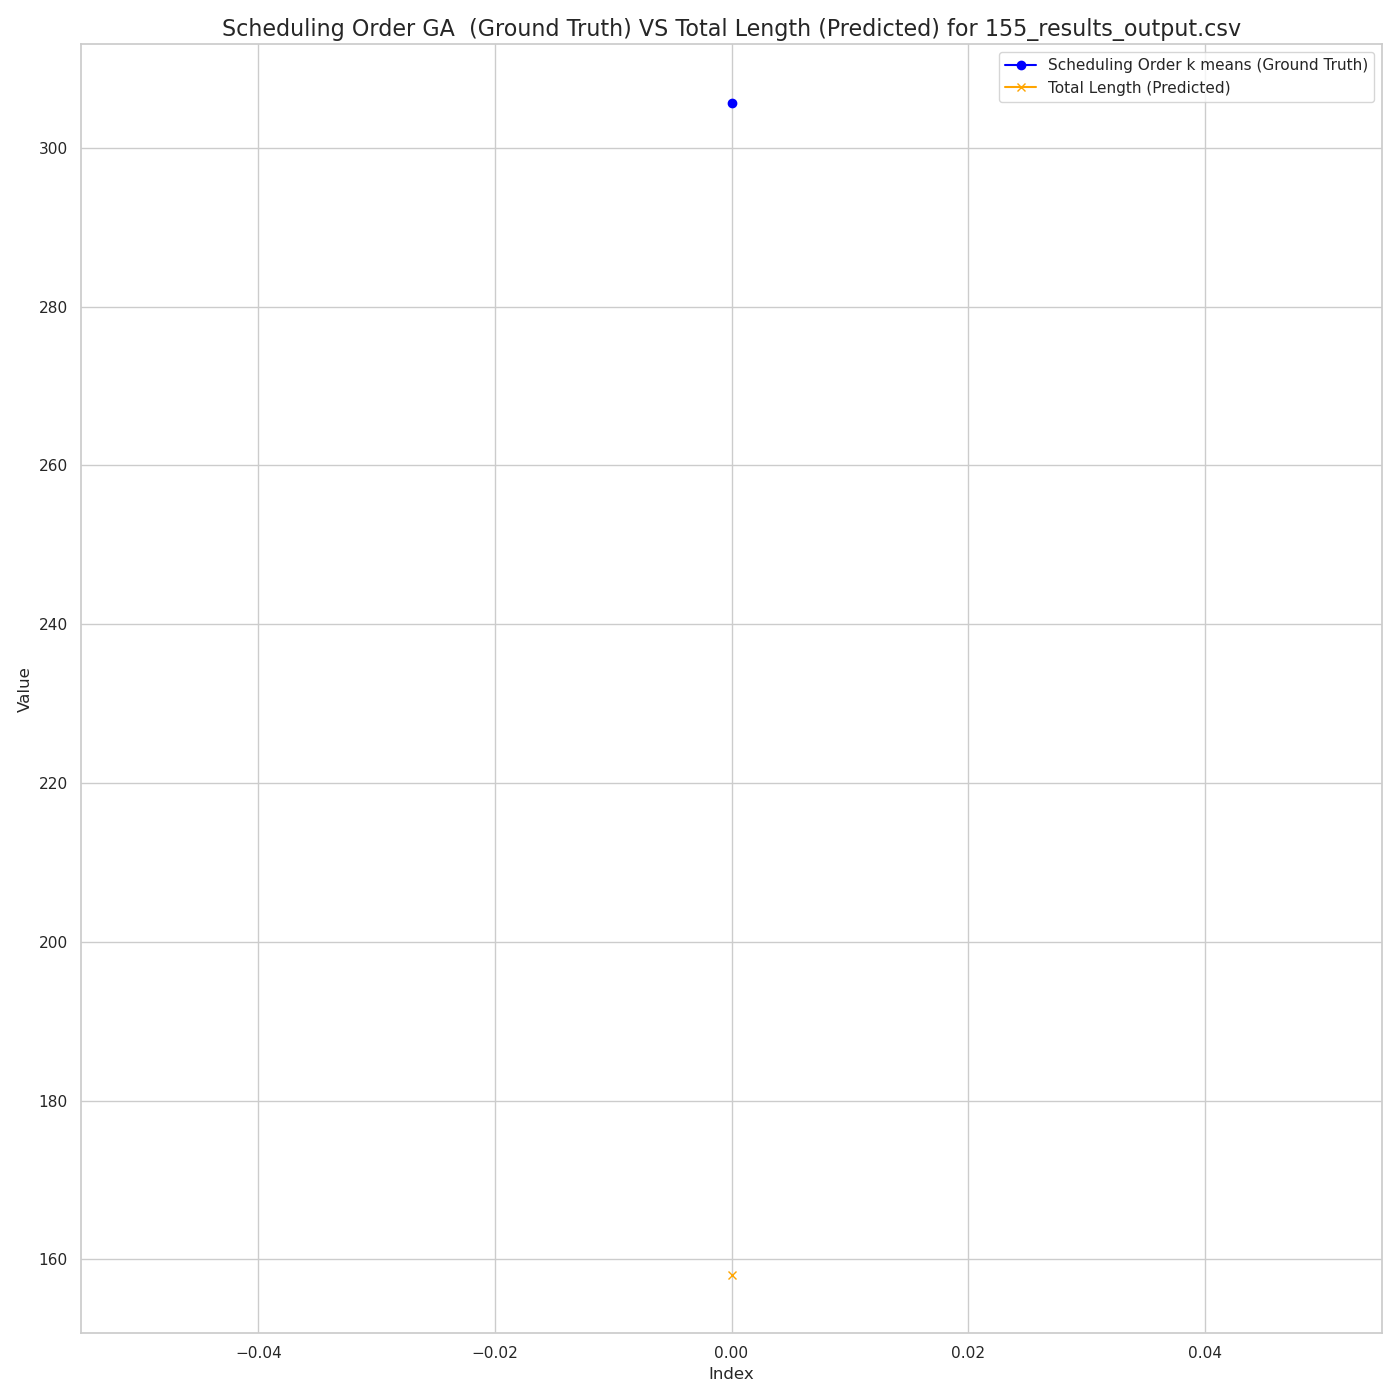 Scheduling Order GA  (Ground Truth) VS Total Length (Predicted) for 155_results_output.csv
Scheduling Order k means (Ground Truth)
Total Length (Predicted)
300
280
260
240
220
200
180
160
Value
−0.04
−0.02
0.00
0.02
0.04
Index